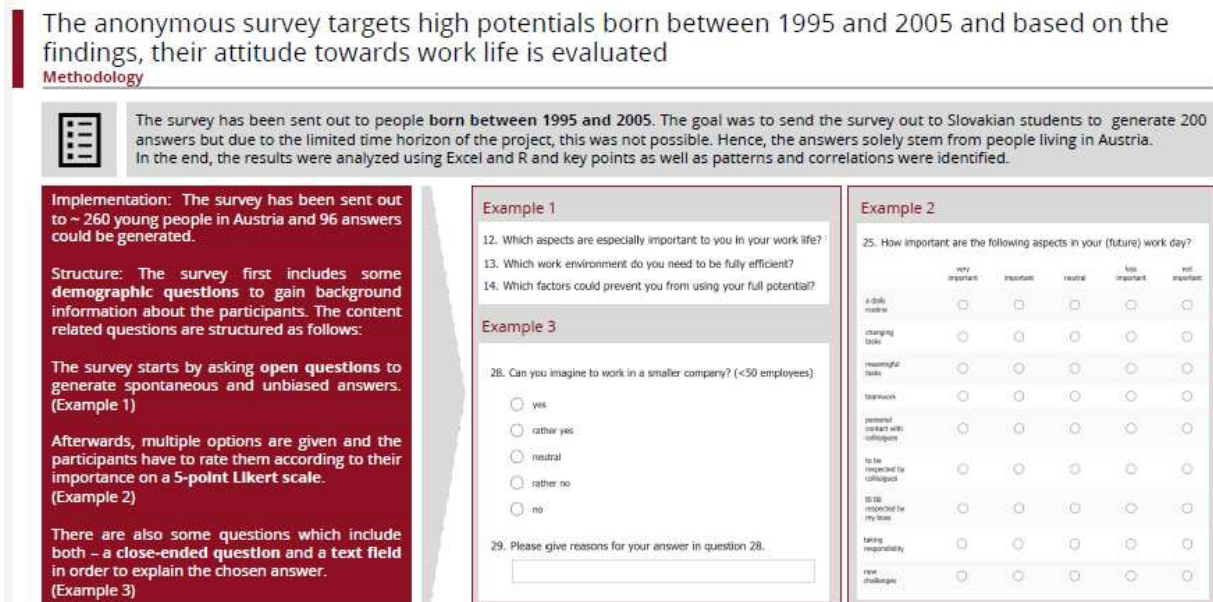 The anonymous survey targets high potentials born between 1995 and 2005 and based on the
findings, their attitude towards work life is evaluated
Methodology
The survey has been sent out to people born between 1995 and 2005. The goal was to send the survey out to Slovakian students to generate 200
answers but due to the limited time horizon of the project, this was not possible. Hence, the answers solely stem from people living in Austria.
In the end, the results were analyzed using Excel and R and key points as well as patterns and correlations were identified.
Implementation: The survey has been sent out
to ~ 260 young people in Austria and 96 answers
could be generated.
Structure: The survey first includes some
demographic questions to gain background
information about the participants. The content
related questions are structured as follows:
The survey starts by asking open questions to
generate spontaneous and unbiased answers.
(Example 1)
Afterwards, multiple options are given and the
participants have to rate them according to their
importance on a 5-point Likert scale.
(Example 2)
There are also some questions which include
both – a close-ended question and a text field
in order to explain the chosen answer.
(Example 3)
Example 1
12. Which aspects are especially important to you in your work life?
13. Which work environment do you need to be fully efficient?
14. Which factors could prevent you from using your full potential?
Example 3
28. Can you imagine to work in a smaller company? (<50 employees)
yes
rather yes
neutral
rather no
no
29. Please give reasons for your answer in question 28.
Example 2
25. How important are the following aspects in your (future) work day?
very important
important
neutral
less important
not important
a daily
routine
changing
tasks
meaningful
tasks
teamwork
personal
contact with
colleagues
to be
respected by
colleagues
to be
respected by
my boss
taking
responsibility
new
challenges